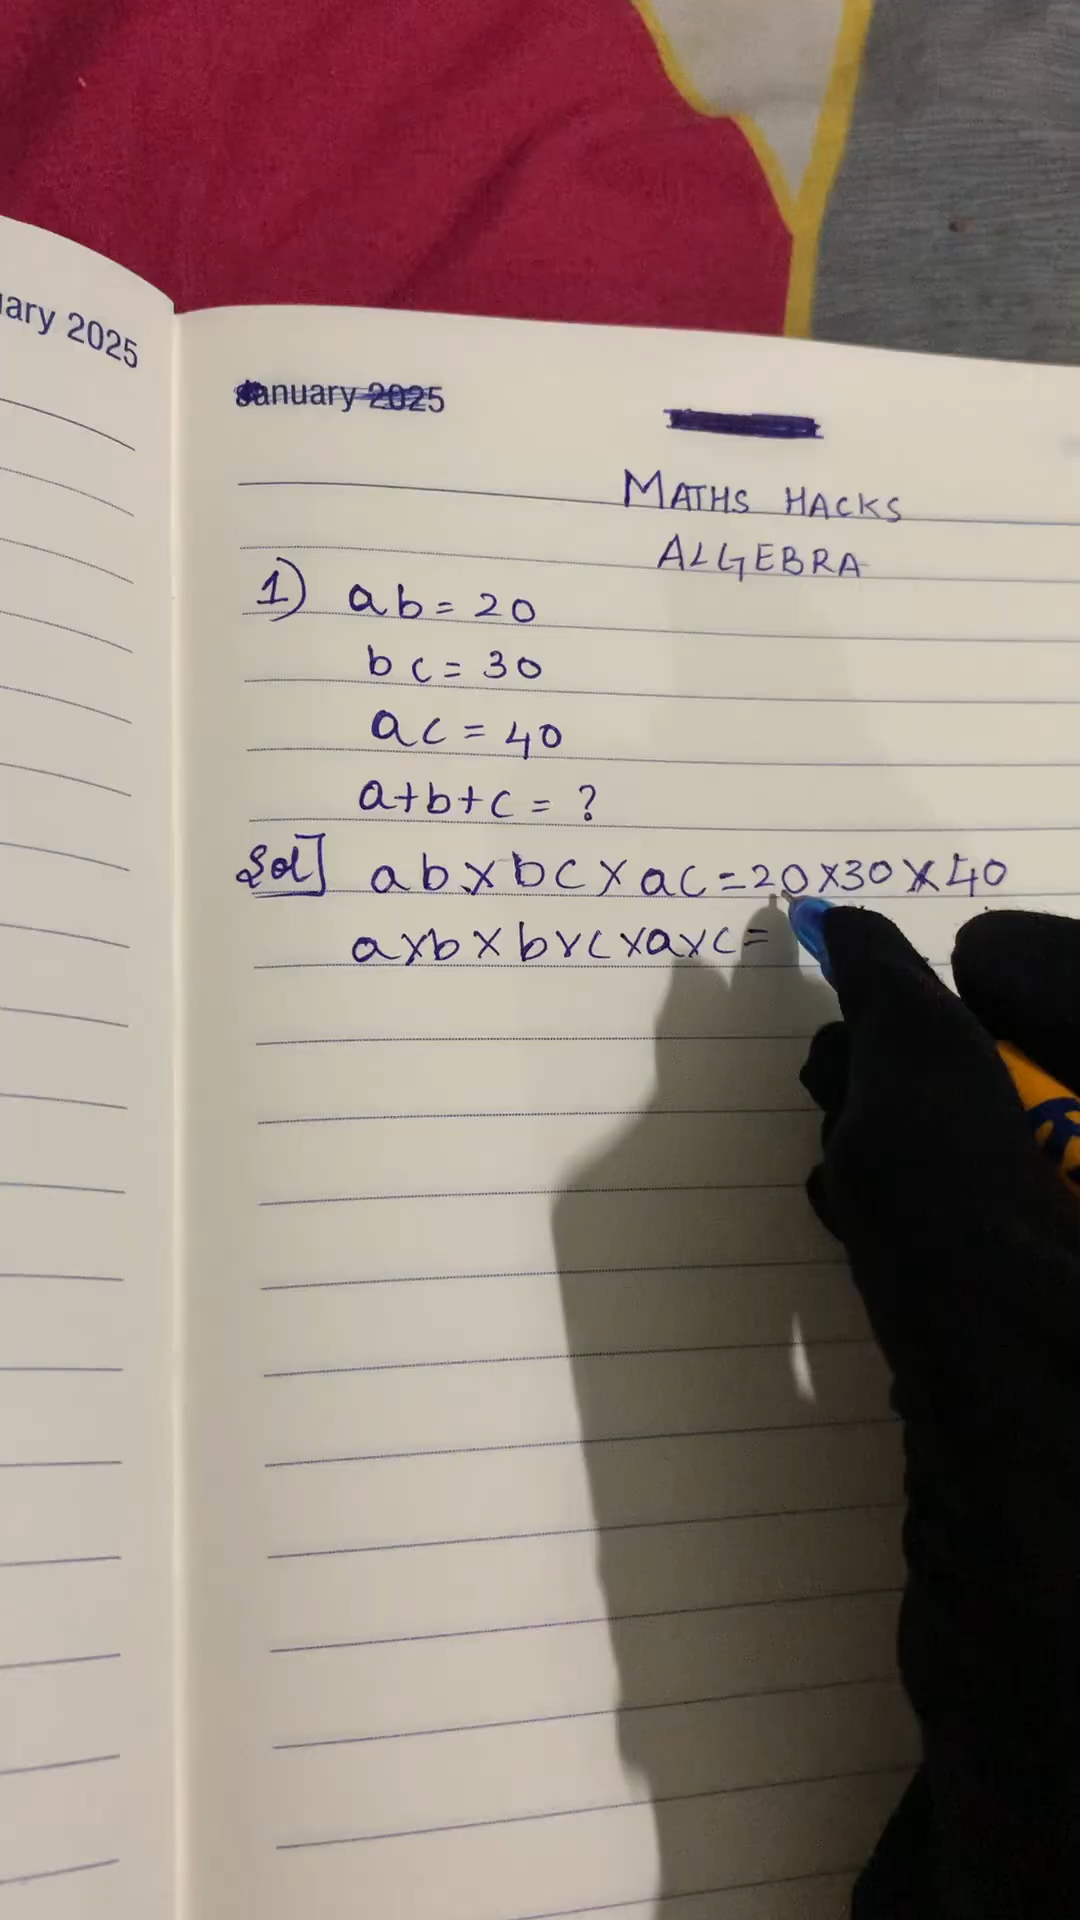 uary 2025
January 2025
MATHS HACKS
ALGEBRA
1) ab = 20
bc = 30
ac = 40
a+b+c = ?
Sol] ab × bc × ac = 20 × 30 × 40
a×b × b×c × a×c =